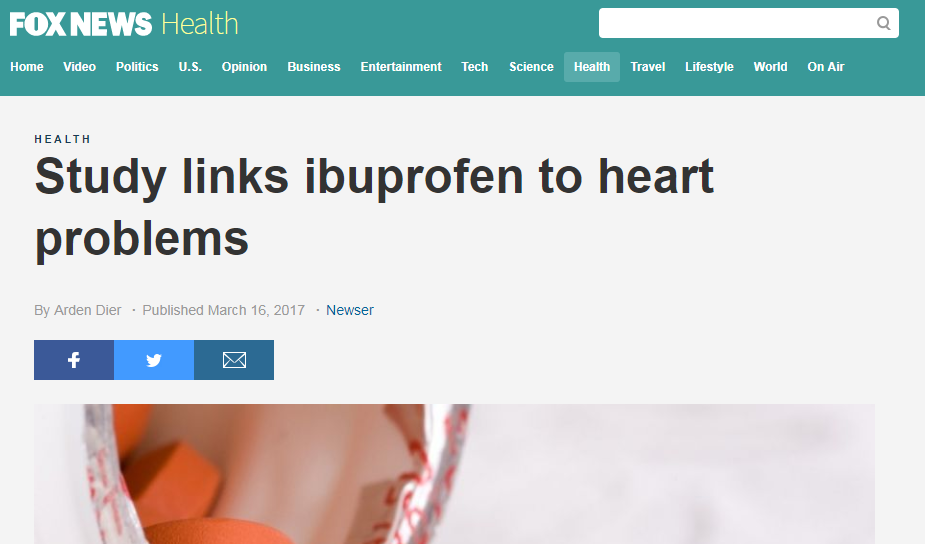 FOX NEWS Health
Home Video Politics U.S. Opinion Business Entertainment Tech Science Health Travel Lifestyle World On Air
HEALTH
Study links ibuprofen to heart
problems
By Arden Dier · Published March 16, 2017 · Newser